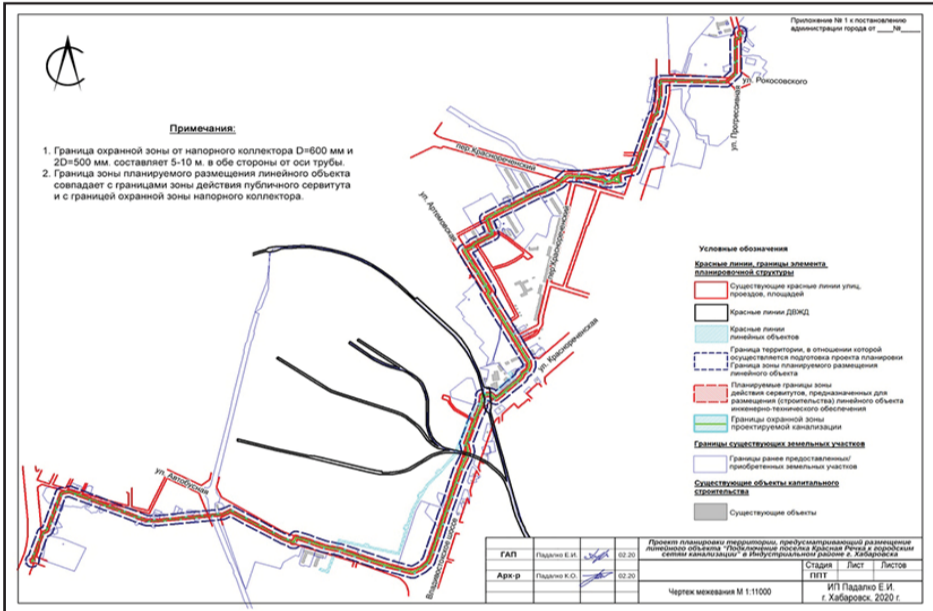 Приложение № 1 к постановлению
администрации города от ____№____
Примечания:
1. Граница охранной зоны от напорного коллектора D=600 мм и
2D=500 мм. составляет 5-10 м. в обе стороны от оси трубы.
2. Граница зоны планируемого размещения линейного объекта
совпадает с границами зоны действия публичного сервитута
и с границей охранной зоны напорного коллектора.
ул. Рокосовского
ул. Прогрессивная
пер.Краснореченский
ул. Артемовская
пер.Краснореченский
ул. Краснореченская
ул. Автобусная
Владивостокское шоссе
Условные обозначения
Красные линии, границы элемента
планировочной структуры
Существующие красные линии улиц,
проездов, площадей
Красные линии ДВЖД
Красные линии
линейных объектов
Граница территории, в отношении которой
осуществляется подготовка проекта планировки
Граница зоны планируемого размещения
линейного объекта
Планируемые границы зоны
действия сервитутов, предназначенных для
размещения (строительства) линейного объекта
инженерно-технического обеспечения
Границы охранной зоны
проектируемой канализации
Границы существующих земельных участков
Границы ранее предоставленных/
приобретенных земельных участков
Существующие объекты капитального
строительства
Существующие объекты
ГАП Падалко Е.И. 02.20
Арх-р Падалко К.О. 02.20
Проект планировки территории, предусматривающий размещение
линейного объекта "Подключение поселка Красная Речка к городским
сетям канализации" в Индустриальном районе г. Хабаровска
Стадия Лист Листов
ППТ
Чертеж межевания М 1:11000
ИП Падалко Е.И.
г. Хабаровск, 2020 г.